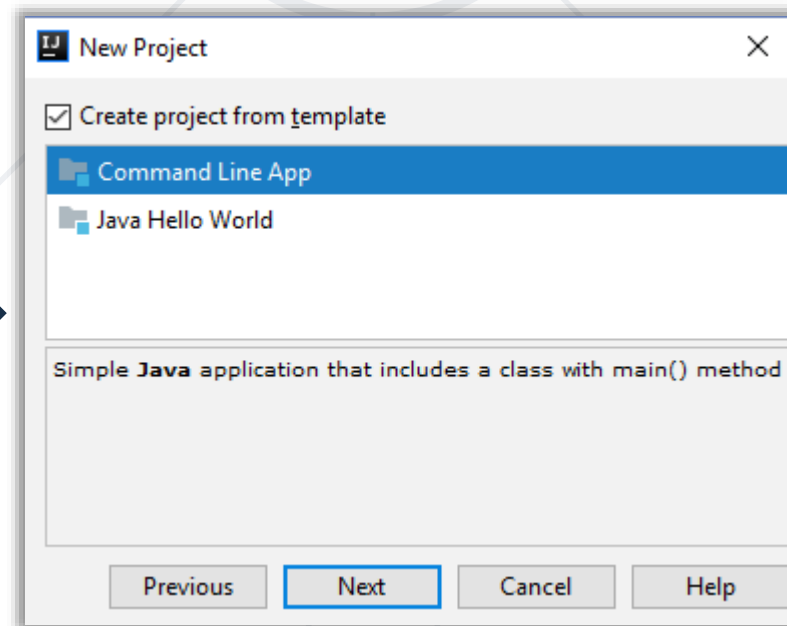 IJ New Project
Create project from template
Command Line App
Java Hello World
Simple Java application that includes a class with main() method
Previous Next Cancel Help